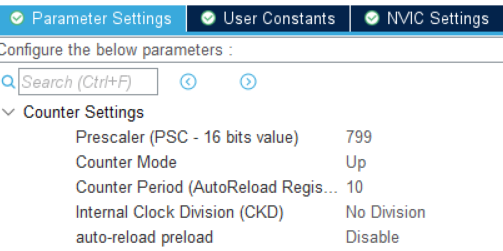 Parameter Settings User Constants NVIC Settings
Configure the below parameters :
Search (Ctrl+F)
Counter Settings
Prescaler (PSC - 16 bits value) 799
Counter Mode Up
Counter Period (AutoReload Regis... 10
Internal Clock Division (CKD) No Division
auto-reload preload Disable